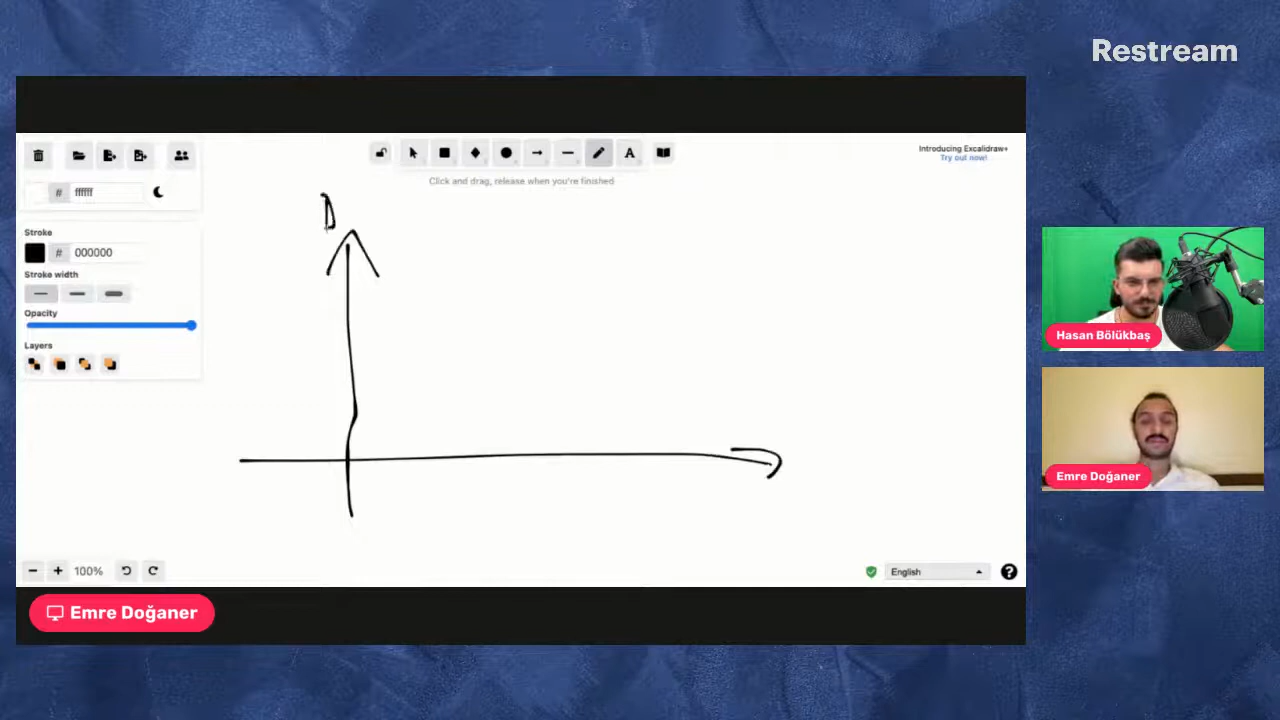 Restream
Introducing Excalidraw+
Try out now!
Click and drag, release when you're finished
# ffffff
Stroke
# 000000
Stroke width
Opacity
Layers
A
D
100%
English
?
Hasan Bölükbaş
Emre Doğaner
Emre Doğaner